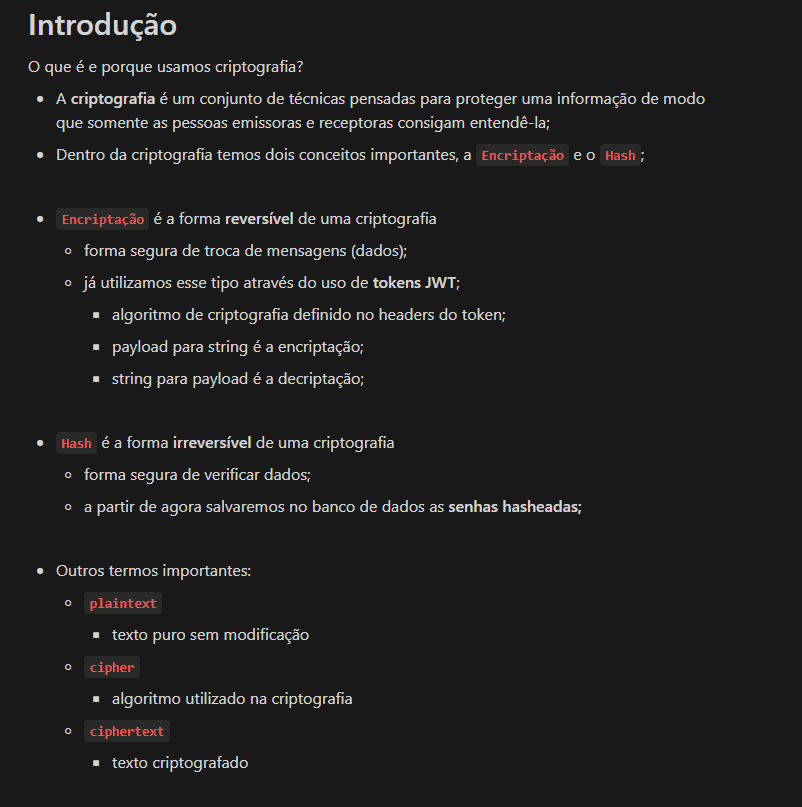 Introdução
O que é e porque usamos criptografia?
A criptografia é um conjunto de técnicas pensadas para proteger uma informação de modo
que somente as pessoas emissoras e receptoras consigam entendê-la;
Dentro da criptografia temos dois conceitos importantes, a Encriptação e o Hash;
Encriptação é a forma reversível de uma criptografia
forma segura de troca de mensagens (dados);
já utilizamos esse tipo através do uso de tokens JWT;
algoritmo de criptografia definido no headers do token;
payload para string é a encriptação;
string para payload é a decriptação;
Hash é a forma irreversível de uma criptografia
forma segura de verificar dados;
a partir de agora salvaremos no banco de dados as senhas hasheadas;
Outros termos importantes:
plaintext
texto puro sem modificação
cipher
algoritmo utilizado na criptografia
ciphertext
texto criptografado